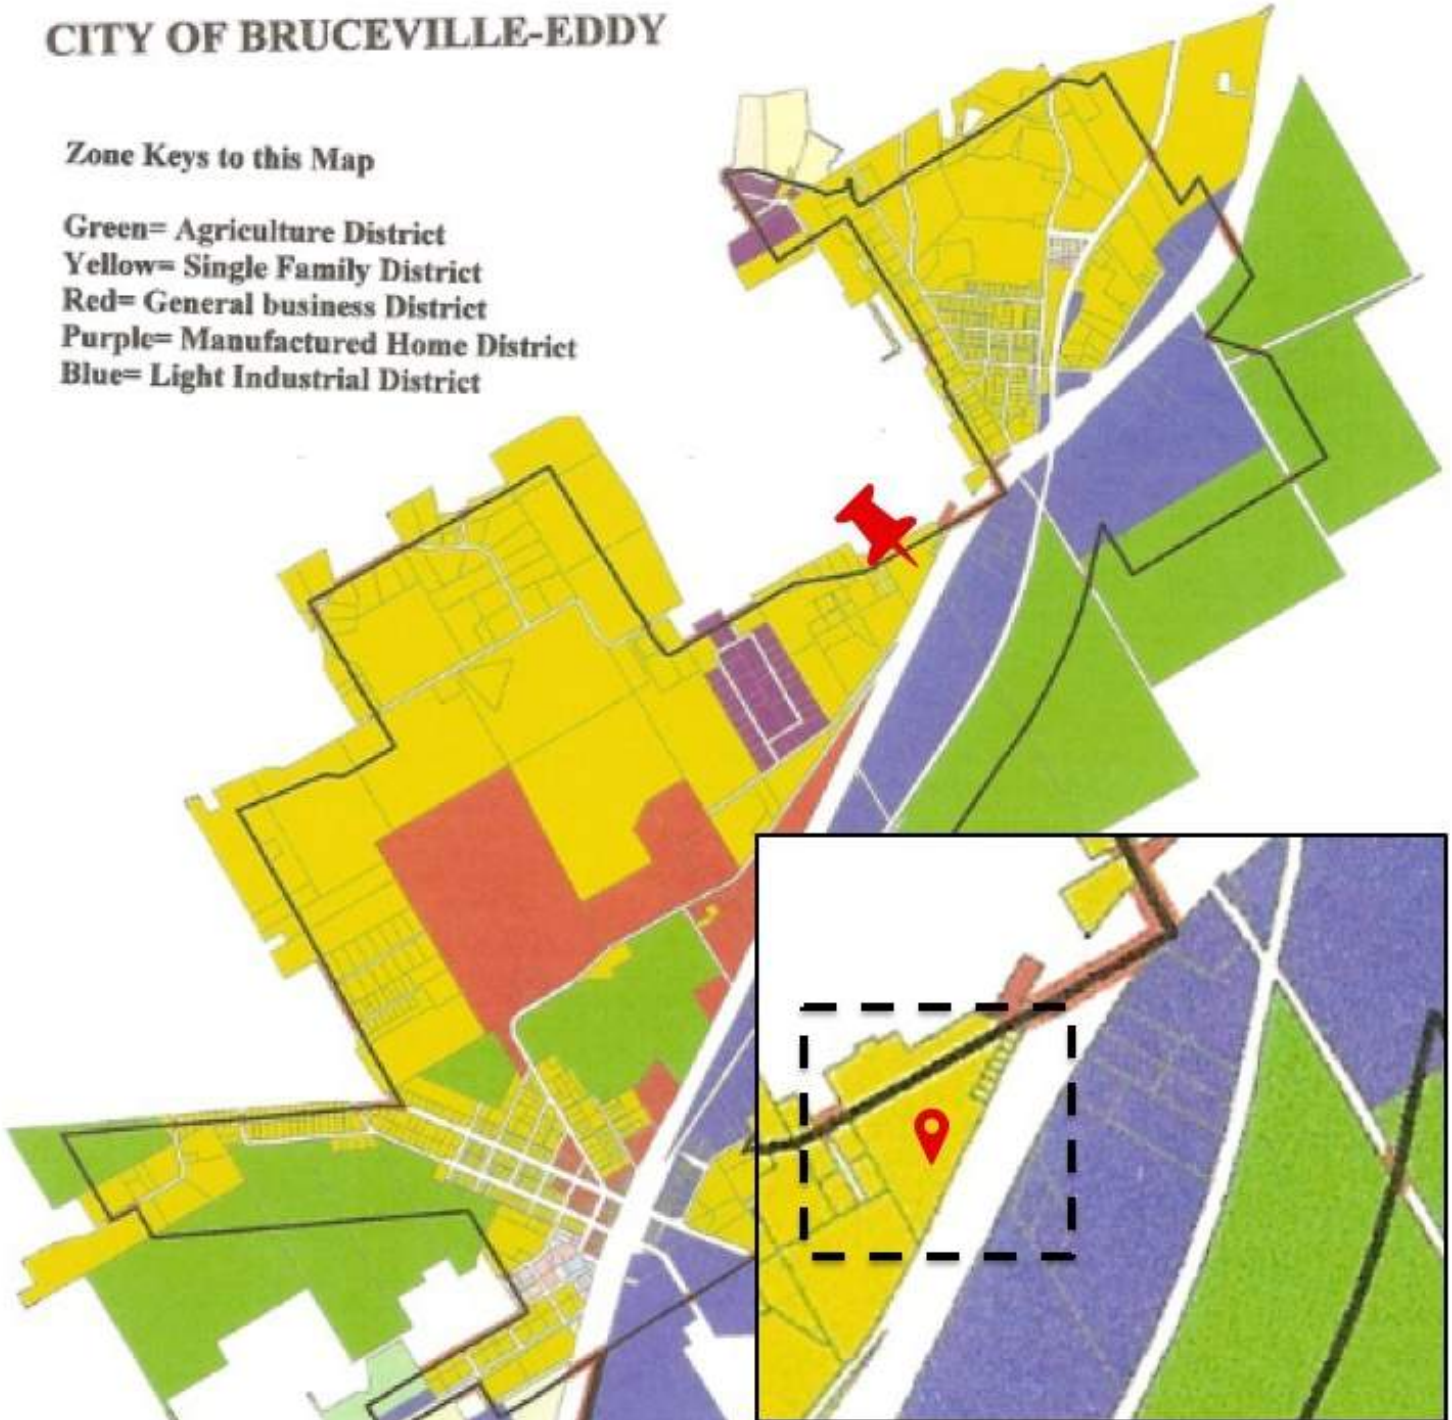 CITY OF BRUCEVILLE-EDDY
Zone Keys to this Map
Green= Agriculture District
Yellow= Single Family District
Red= General business District
Purple= Manufactured Home District
Blue= Light Industrial District